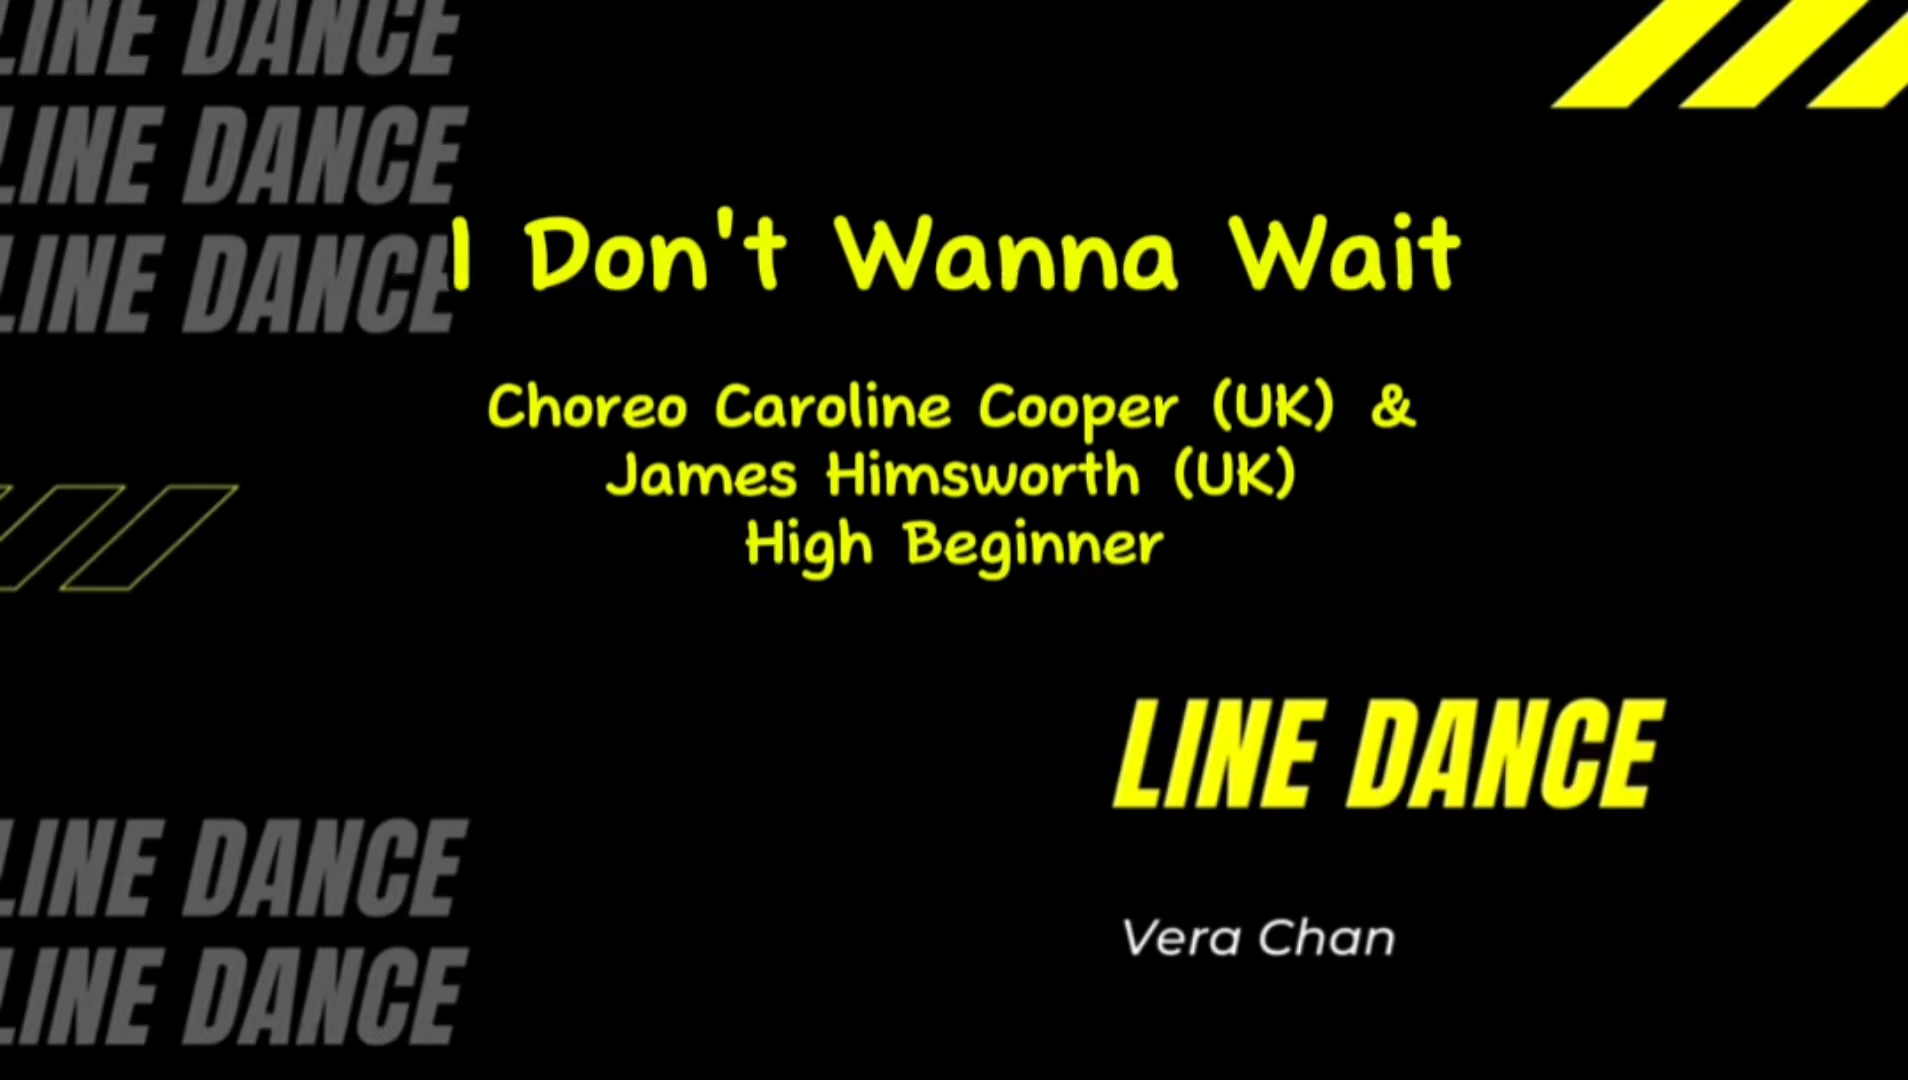 LINE DANCE
LINE DANCE
LINE DANCE
I Don't Wanna Wait
Choreo Caroline Cooper (UK) &
James Himsworth (UK)
High Beginner
LINE DANCE
Vera Chan
LINE DANCE
LINE DANCE